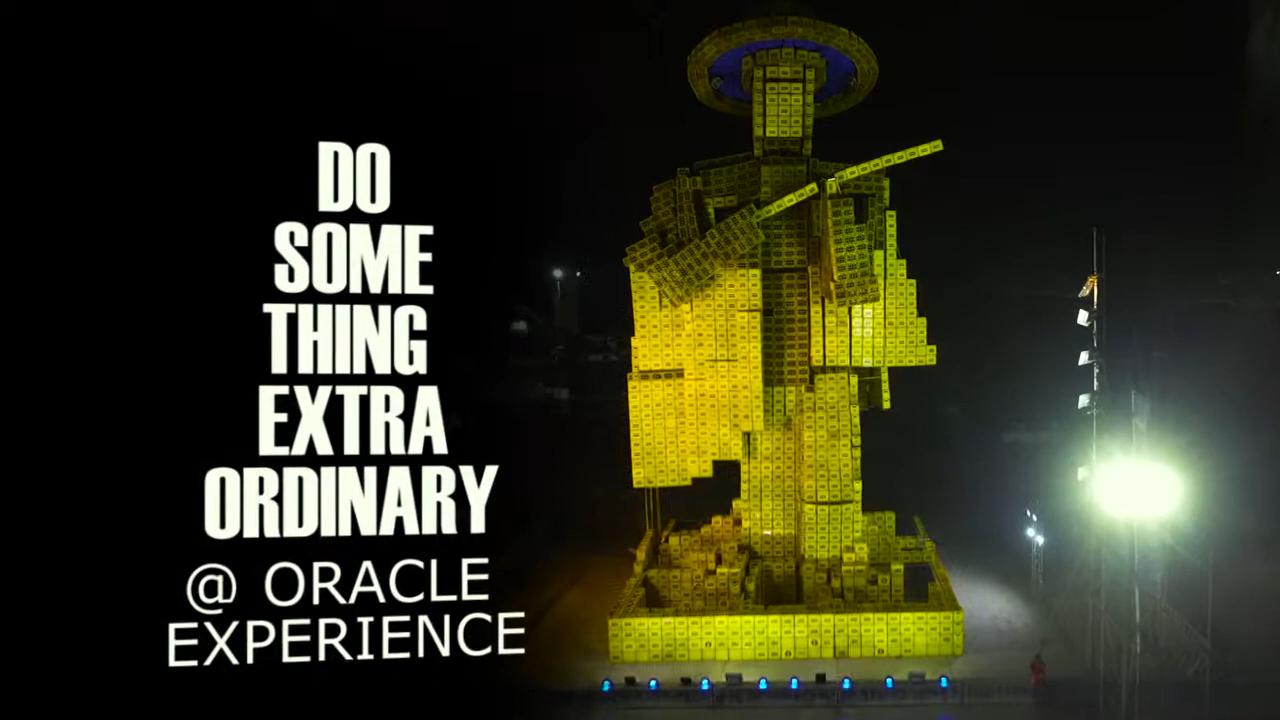 DO
SOME
THING
EXTRA
ORDINARY
@ ORACLE
EXPERIENCE